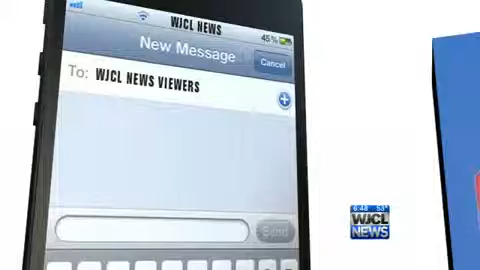 WJCL NEWS
45%
New Message
Cancel
To: WJCL NEWS VIEWERS
Send
6:48 53°
WJCL
NEWS